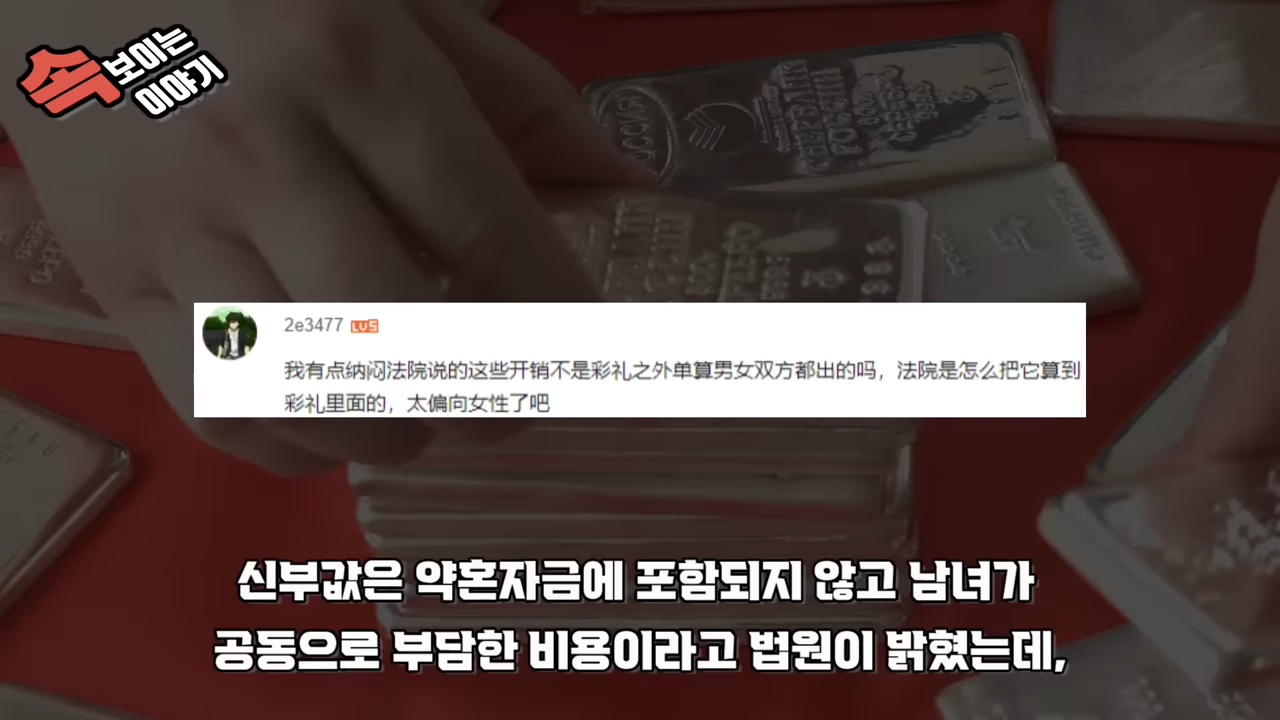 속
보이는
이야기
2e3477 LV5
我有点纳闷法院说的这些开销不是彩礼之外单算男女双方都出的吗，法院是怎么把它算到
彩礼里面的，太偏向女性了吧
신부값은 약혼자금에 포함되지 않고 남녀가
공동으로 부담한 비용이라고 법원이 밝혔는데,